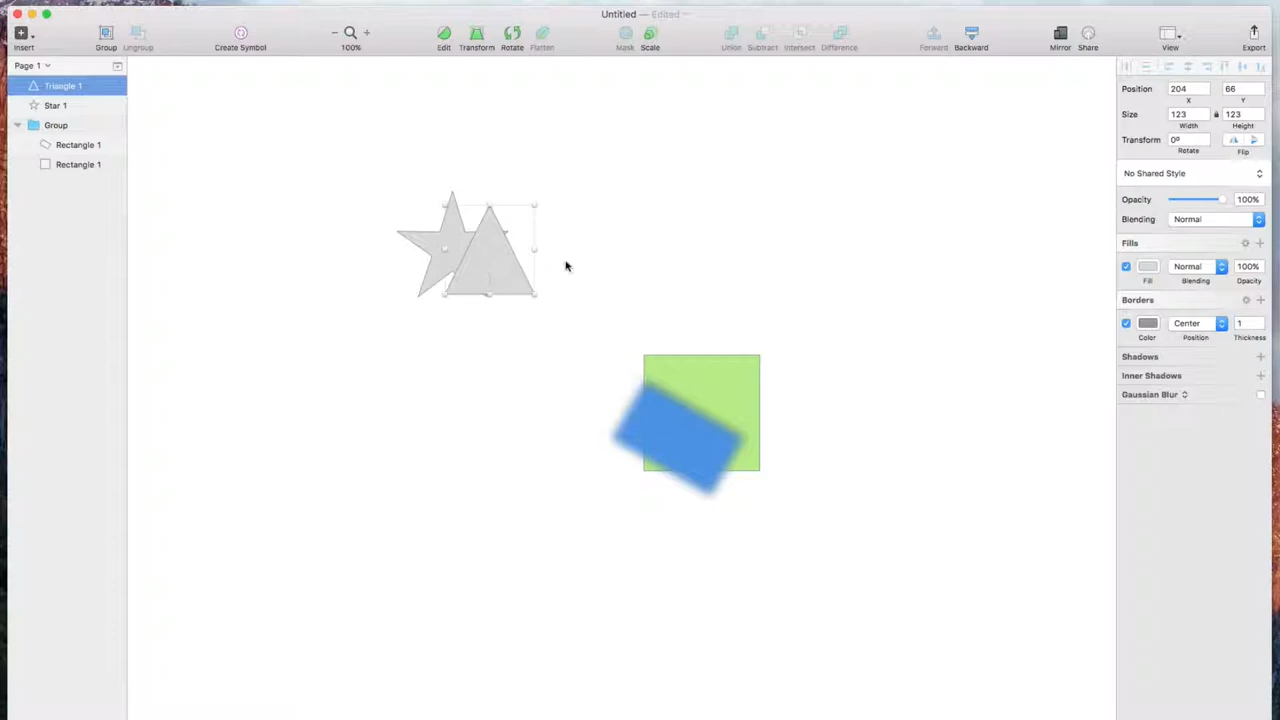 Untitled — Edited
Insert
Group
Ungroup
Create Symbol
100%
Edit
Transform
Rotate
Flatten
Mask
Scale
Union
Subtract
Intersect
Difference
Forward
Backward
Mirror
Share
View
Export
Page 1
Triangle 1
Star 1
Group
Rectangle 1
Rectangle 1
Position 204 66
X Y
Size 123 123
Width Height
Transform 0º
Rotate Flip
No Shared Style
Opacity 100%
Blending Normal
Fills
Normal 100%
Fill Blending Opacity
Borders
Center 1
Color Position Thickness
Shadows
Inner Shadows
Gaussian Blur